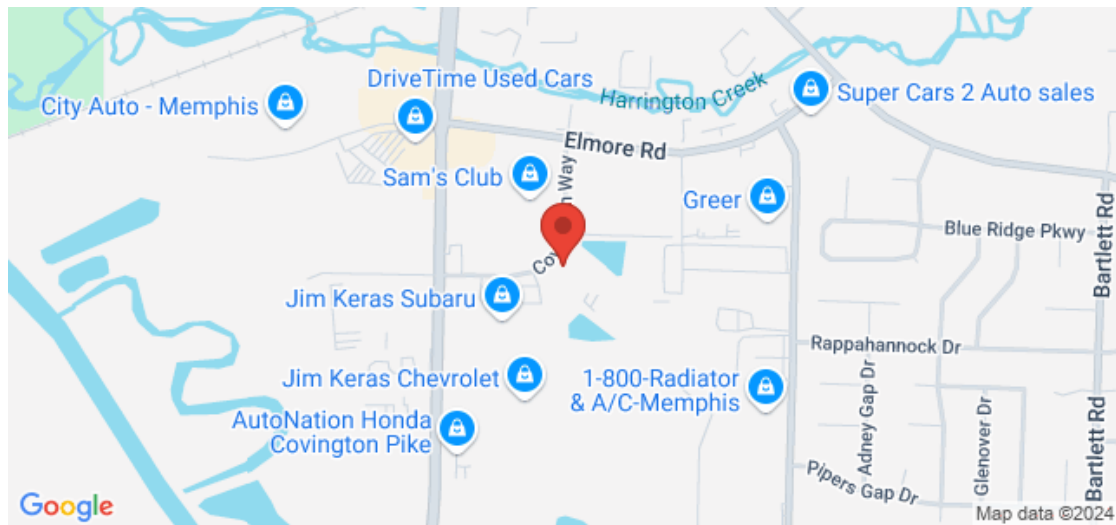 DriveTime Used Cars
City Auto - Memphis
Harrington Creek
Super Cars 2 Auto sales
Elmore Rd
Sam's Club
Way
Greer
Bartlett Rd
Blue Ridge Pkwy
Jim Keras Subaru
Rappahannock Dr
Jim Keras Chevrolet
1-800-Radiator
& A/C-Memphis
Adney Gap Dr
AutoNation Honda
Covington Pike
Glenover Dr
Bartlett Rd
Pipers Gap Dr
Google
Map data ©2024